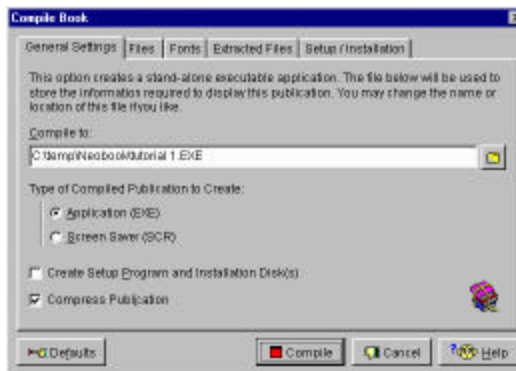 Compile Book
General Settings Files Fonts Extracted Files Setup / Installation
This option creates a stand-alone executable application. The file below will be used to
store the information required to display this publication. You may change the name or
location of this file if you like.
Compile to:
C:\temp\Neobook\tutorial 1.EXE
Type of Compiled Publication to Create:
Application (EXE)
Screen Saver (SCR)
Create Setup Program and Installation Disk(s)
Compress Publication
Defaults Compile Cancel Help